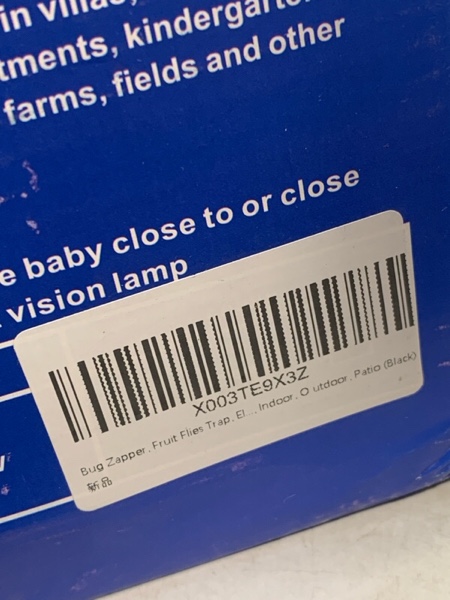 in villas,
tments, kindergarte
farms, fields and other
e baby close to or close
vision lamp
X003TE9X3Z
Bug Zapper, Fruit Flies Trap, El... Indoor, O utdoor, Patio (Black)
新品